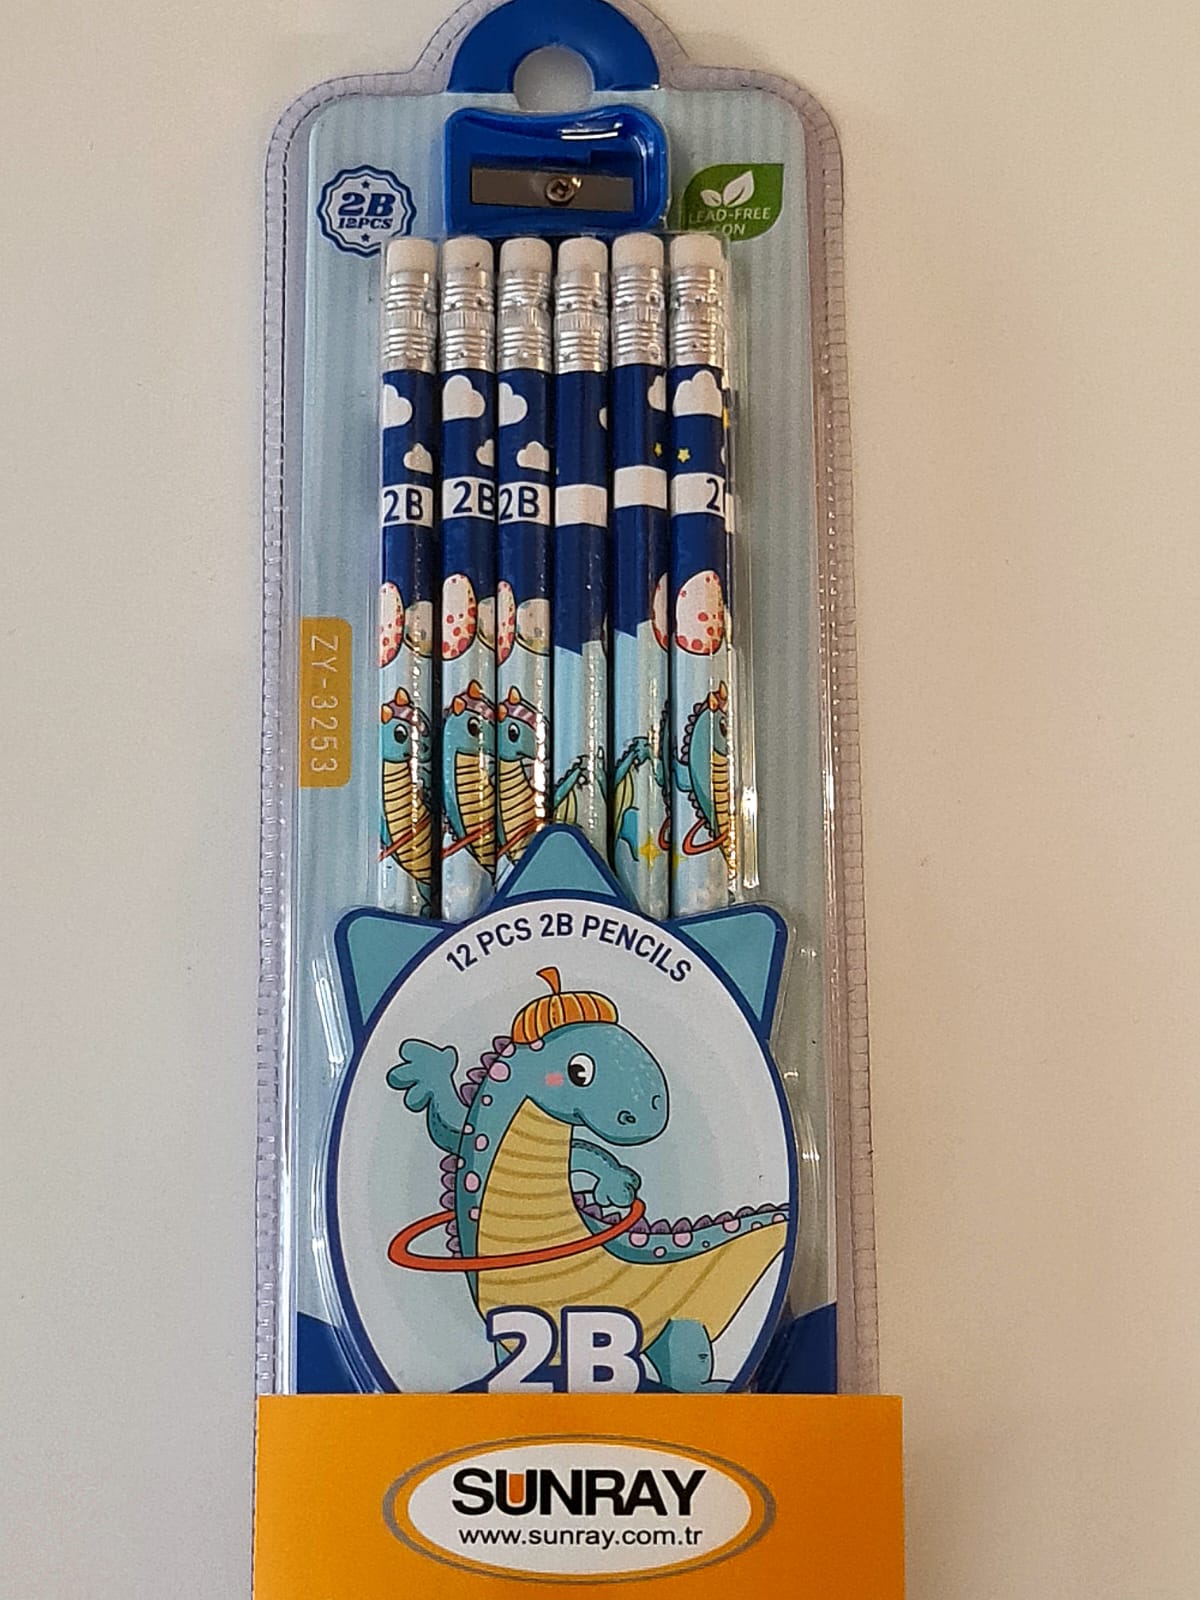 2B
12PCS
LEAD-FREE
2B
2B
2B
2
ZY-3253
12 PCS 2B PENCILS
2B
SUNRAY
www.sunray.com.tr